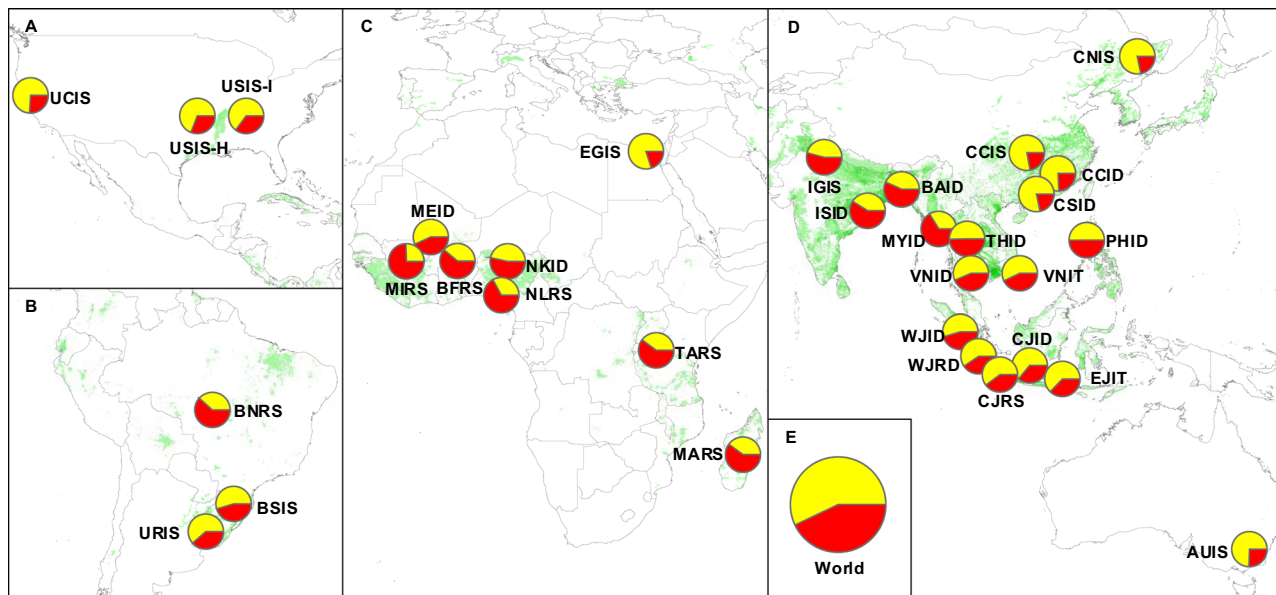 A
UCIS
USIS-I
USIS-H
B
BNRS
BSIS
URIS
C
EGIS
MEID
MIRS
BFRS
NKID
NLRS
TARS
MARS
D
CNIS
CCIS
CCID
CSID
IGIS
BAID
ISID
MYID
THID
PHID
VNID
VNIT
WJID
CJID
WJRD
CJRS
EJIT
AUIS
E
World